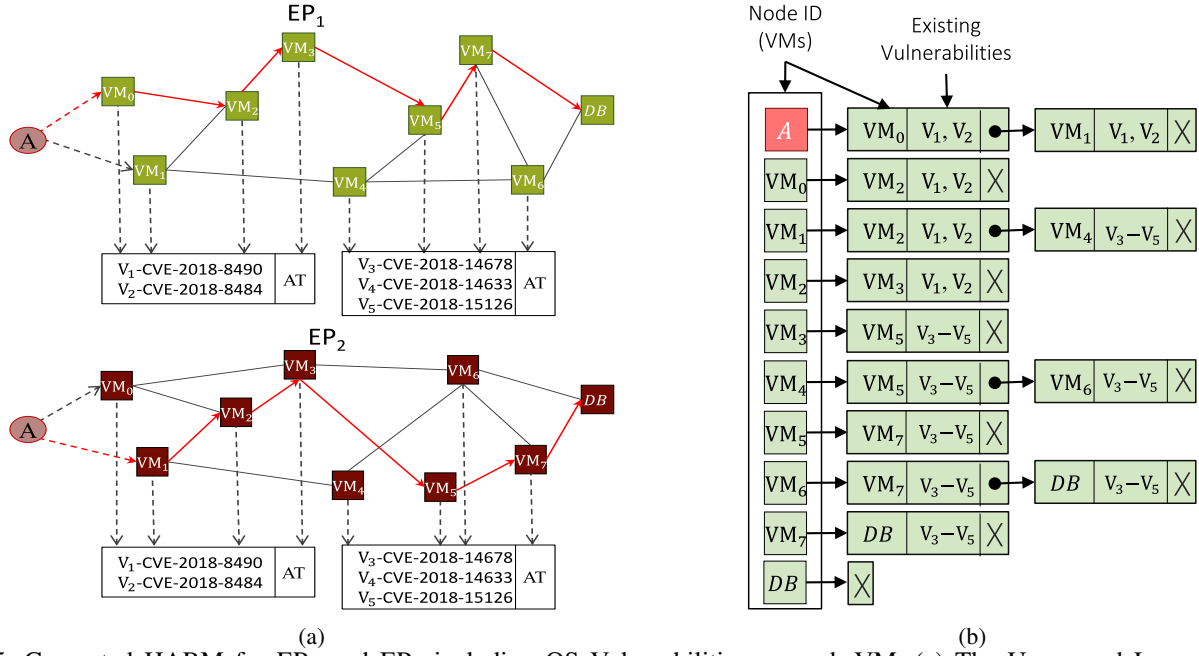 EP₁
VM₃
VM₇
VM₀
VM₂
DB
VM₅
A
VM₁
VM₄
VM₆
V₁-CVE-2018-8490
V₂-CVE-2018-8484
AT
V₃-CVE-2018-14678
V₄-CVE-2018-14633
V₅-CVE-2018-15126
AT
EP₂
VM₃
VM₆
VM₀
DB
VM₂
A
VM₁
VM₇
VM₄
VM₅
V₁-CVE-2018-8490
V₂-CVE-2018-8484
AT
V₃-CVE-2018-14678
V₄-CVE-2018-14633
V₅-CVE-2018-15126
AT
(a)
Node ID
(VMs)
Existing
Vulnerabilities
A VM₀ V₁, V₂ VM₁ V₁, V₂ X
VM₀ VM₂ V₁, V₂ X
VM₁ VM₂ V₁, V₂ VM₄ V₃−V₅ X
VM₂ VM₃ V₁, V₂ X
VM₃ VM₅ V₃−V₅ X
VM₄ VM₅ V₃−V₅ VM₆ V₃−V₅ X
VM₅ VM₇ V₃−V₅ X
VM₆ VM₇ V₃−V₅ DB V₃−V₅ X
VM₇ DB V₃−V₅ X
DB X
(b)